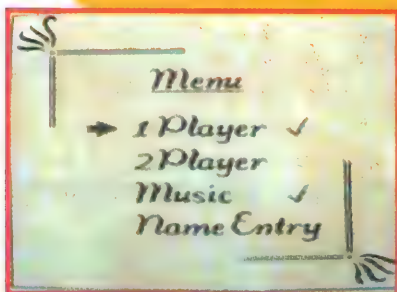 Menu
1 Player ✓
2 Player
Music ✓
Name Entry